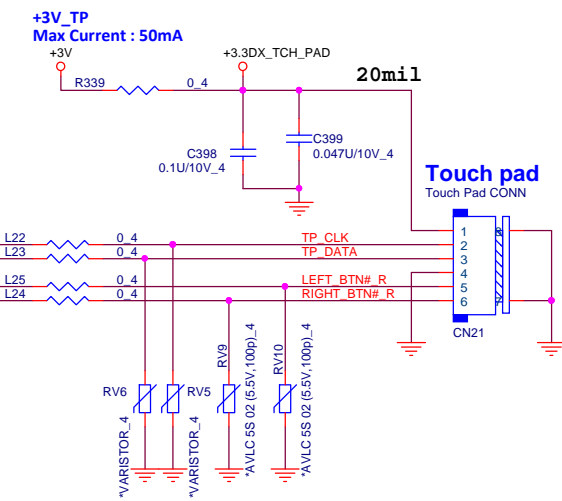 +3V_TP
Max Current : 50mA
+3V
+3.3DX_TCH_PAD
R339
0_4
20mil
C398
0.1U/10V_4
C399
0.047U/10V_4
Touch pad
Touch Pad CONN
L22
0_4
TP_CLK
L23
0_4
TP_DATA
L25
0_4
LEFT_BTN#_R
L24
0_4
RIGHT_BTN#_R
1
2
3
4
5
6
8
7
CN21
RV6
*VARISTOR_4
RV5
*VARISTOR_4
RV9
*AVLC 5S 02 (5.5V,100p)_4
RV10
*AVLC 5S 02 (5.5V,100p)_4